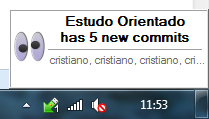 Estudo Orientado
has 5 new commits
cristiano, cristiano, cristiano, cri...
11:53